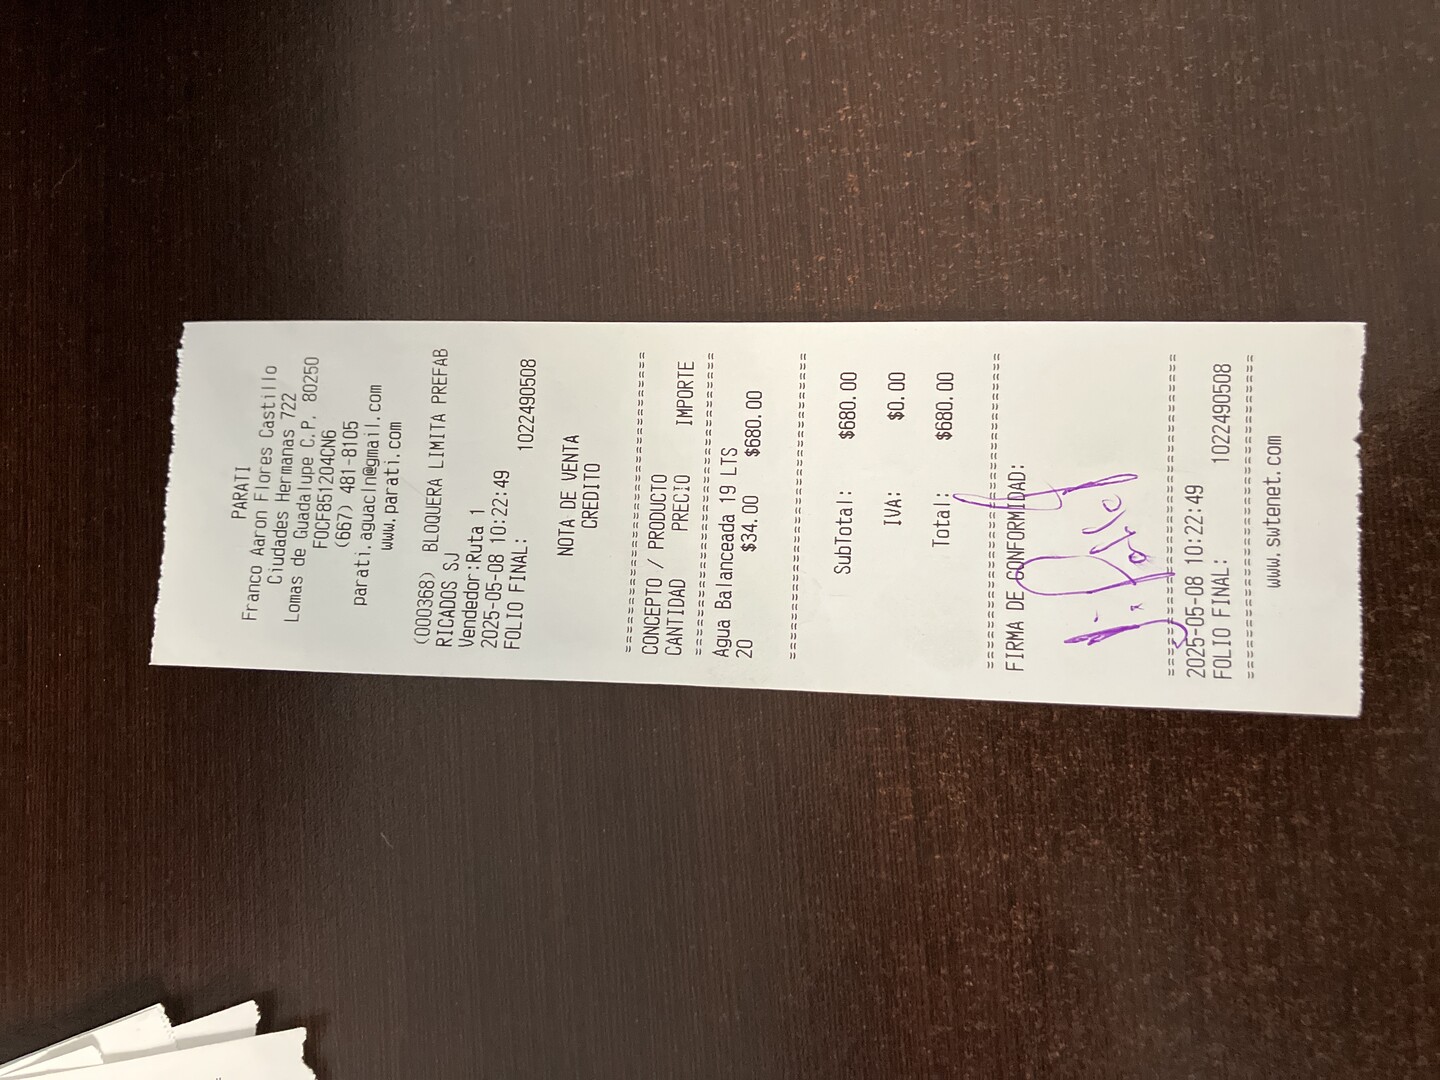 PARATI
Franco Aaron Flores Castillo
Ciudades Hermanas 722
Lomas de Guadalupe C.P. 80250
FOCF851204CN6
(667) 481-8105
parati.aguacln@gmail.com
www.parati.com
(000368) BLOQUERA LIMITA PREFAB
RICADOS S.J
Vendedor:Ruta 1
2025-05-08 10:22:49
FOLIO FINAL: 1022490508
NOTA DE VENTA
CREDITO
===============================
CONCEPTO / PRODUCTO
CANTIDAD PRECIO IMPORTE
===============================
Agua Balanceada 19 LTS
20 $34.00 $680.00
===============================
SubTotal: $680.00
IVA: $0.00
Total: $680.00
===============================
FIRMA DE CONFORMIDAD:
===============================
2025-05-08 10:22:49
FOLIO FINAL: 1022490508
===============================
www.swtenet.com